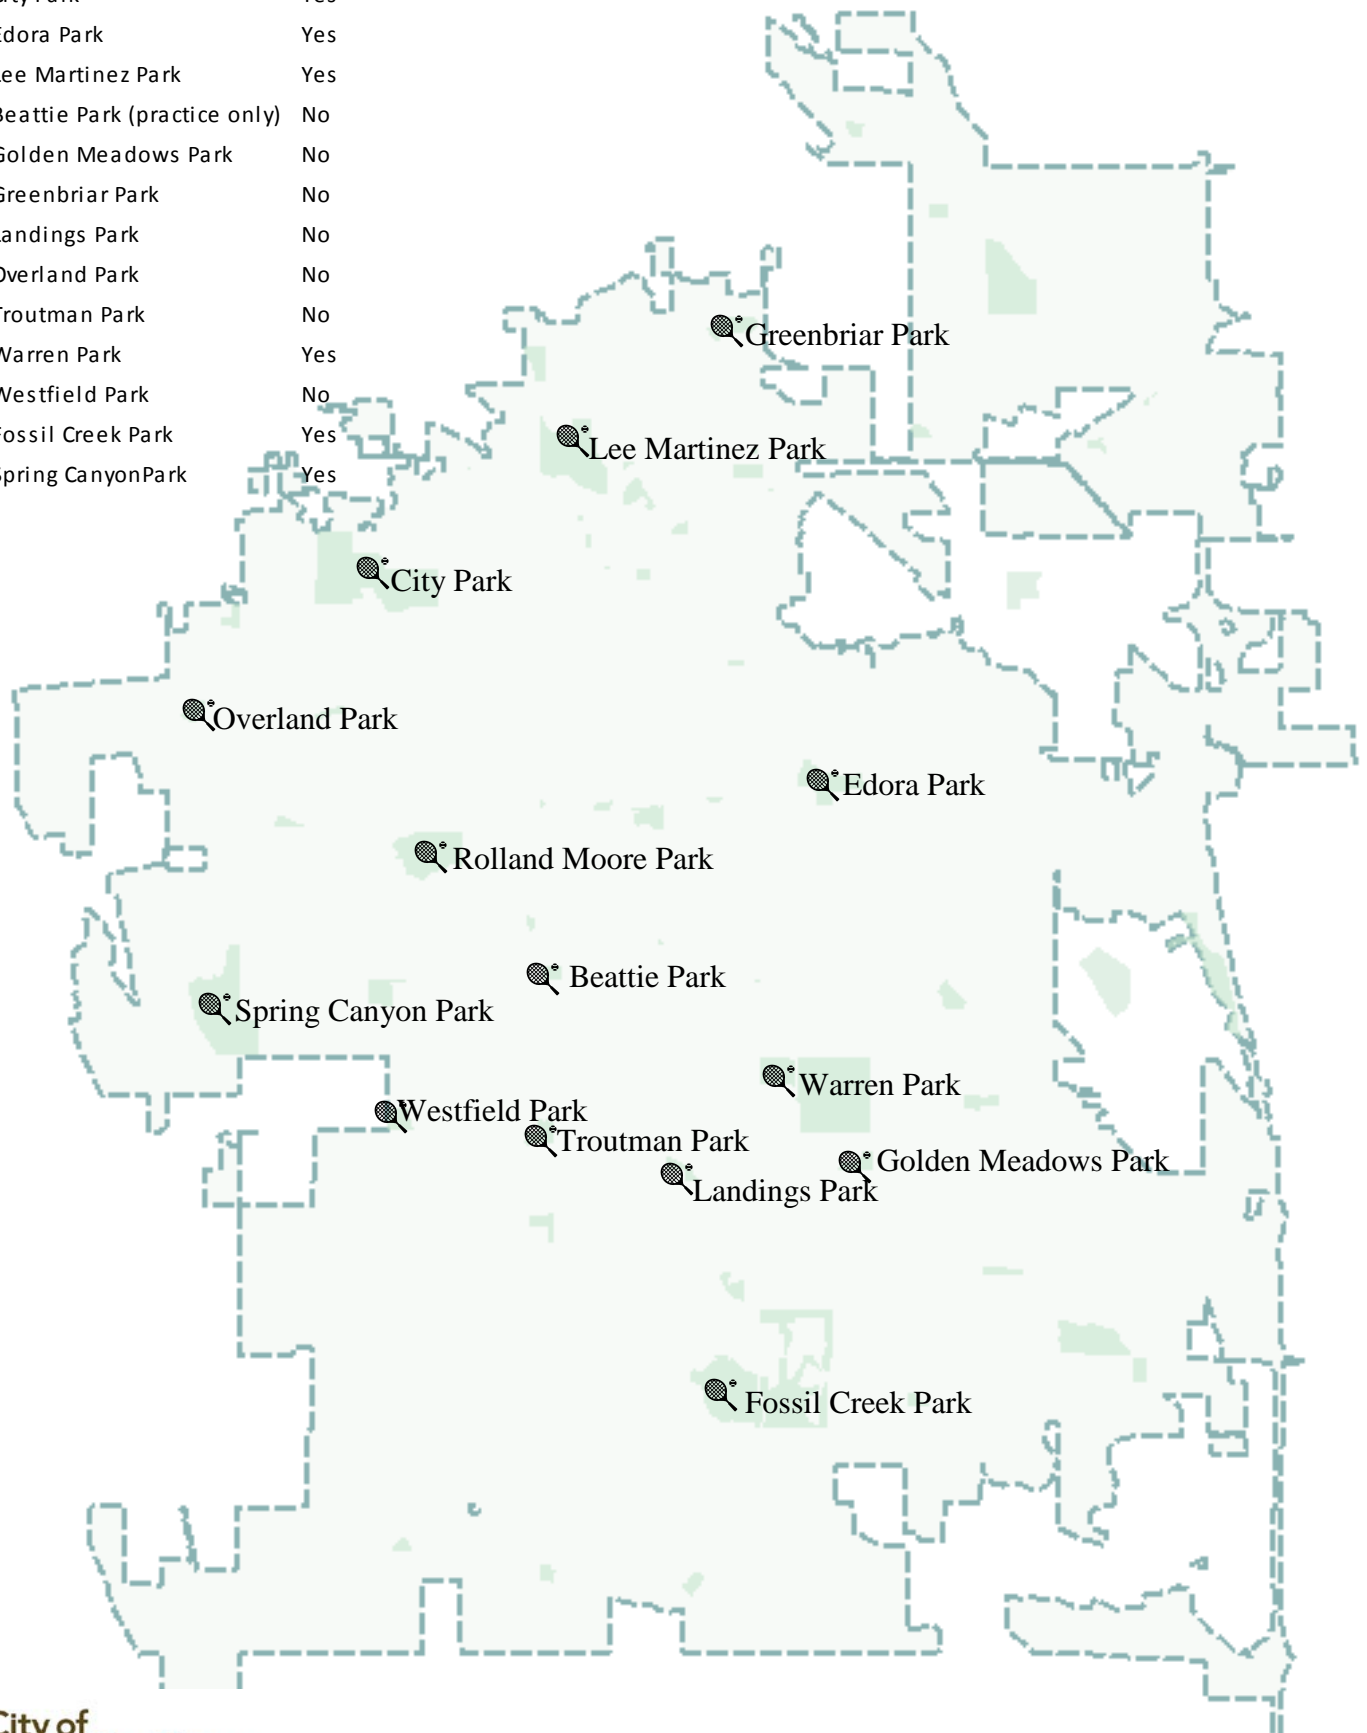 City Park Yes
Edora Park Yes
Lee Martinez Park Yes
Beattie Park (practice only) No
Golden Meadows Park No
Greenbriar Park No
Landings Park No
Overland Park No
Troutman Park No
Warren Park Yes
Westfield Park No
Fossil Creek Park Yes
Spring CanyonPark Yes
Greenbriar Park
Lee Martinez Park
City Park
Overland Park
Edora Park
Rolland Moore Park
Beattie Park
Spring Canyon Park
Warren Park
Westfield Park
Troutman Park
Golden Meadows Park
Landings Park
Fossil Creek Park
City of